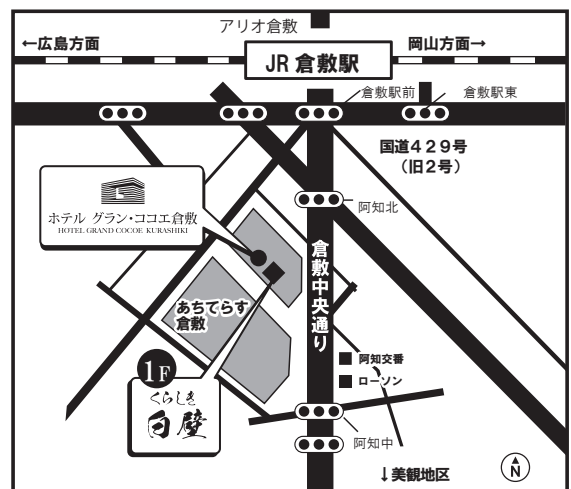 アリオ倉敷
←広島方面
岡山方面→
JR 倉敷駅
倉敷駅前
倉敷駅東
国道429号
（旧2号）
阿知北
ホテル グラン・ココエ倉敷
HOTEL GRAND COCOE KURASHIKI
倉敷中央通り
あちてらす
倉敷
阿知交番
ローソン
1F
くらしき
白壁
阿知中
↓美観地区
N